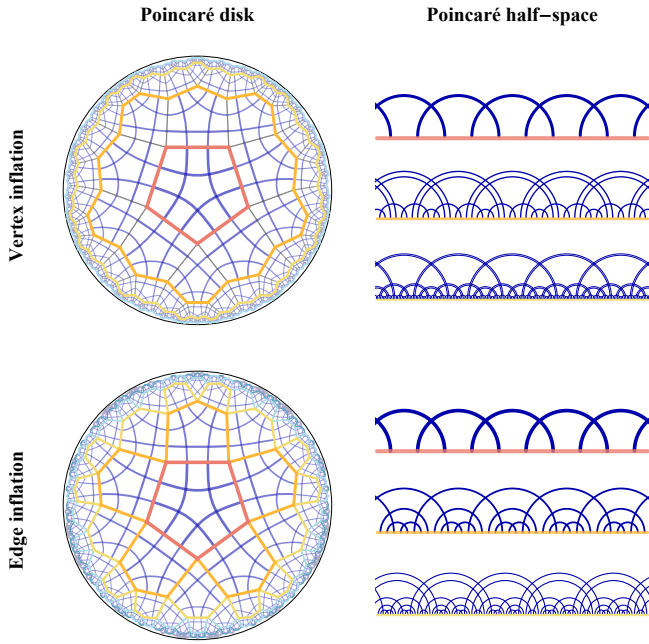 Poincaré disk
Poincaré half−space
Vertex inflation
Edge inflation